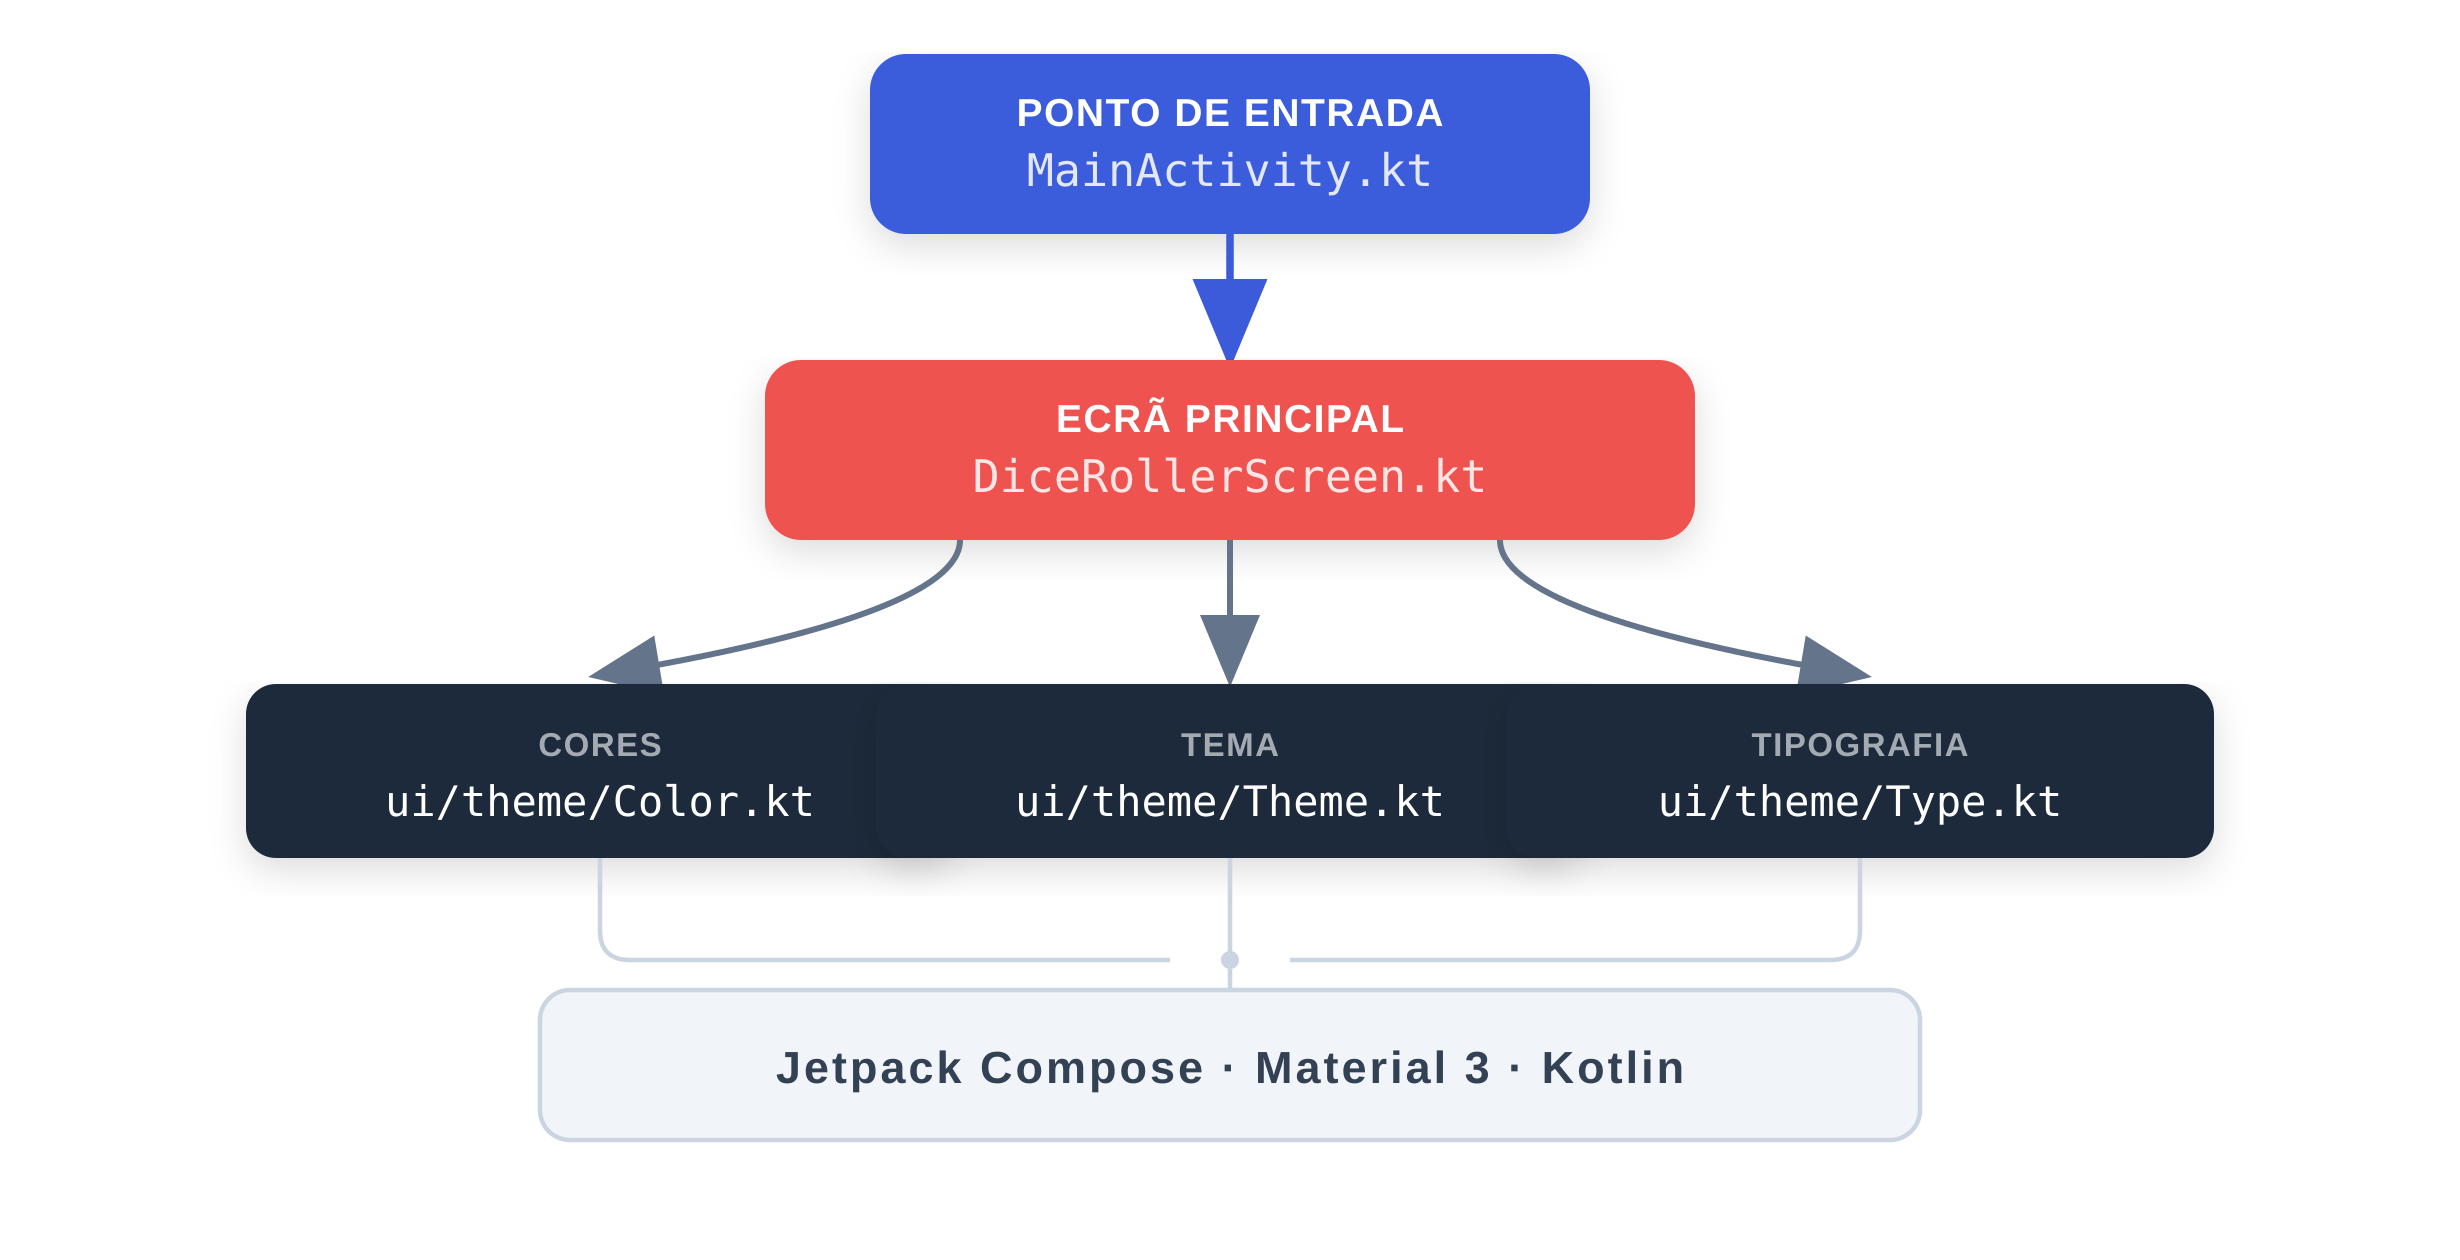 PONTO DE ENTRADA
MainActivity.kt
ECRÃ PRINCIPAL
DiceRollerScreen.kt
CORES
ui/theme/Color.kt
TEMA
ui/theme/Theme.kt
TIPOGRAFIA
ui/theme/Type.kt
Jetpack Compose · Material 3 · Kotlin